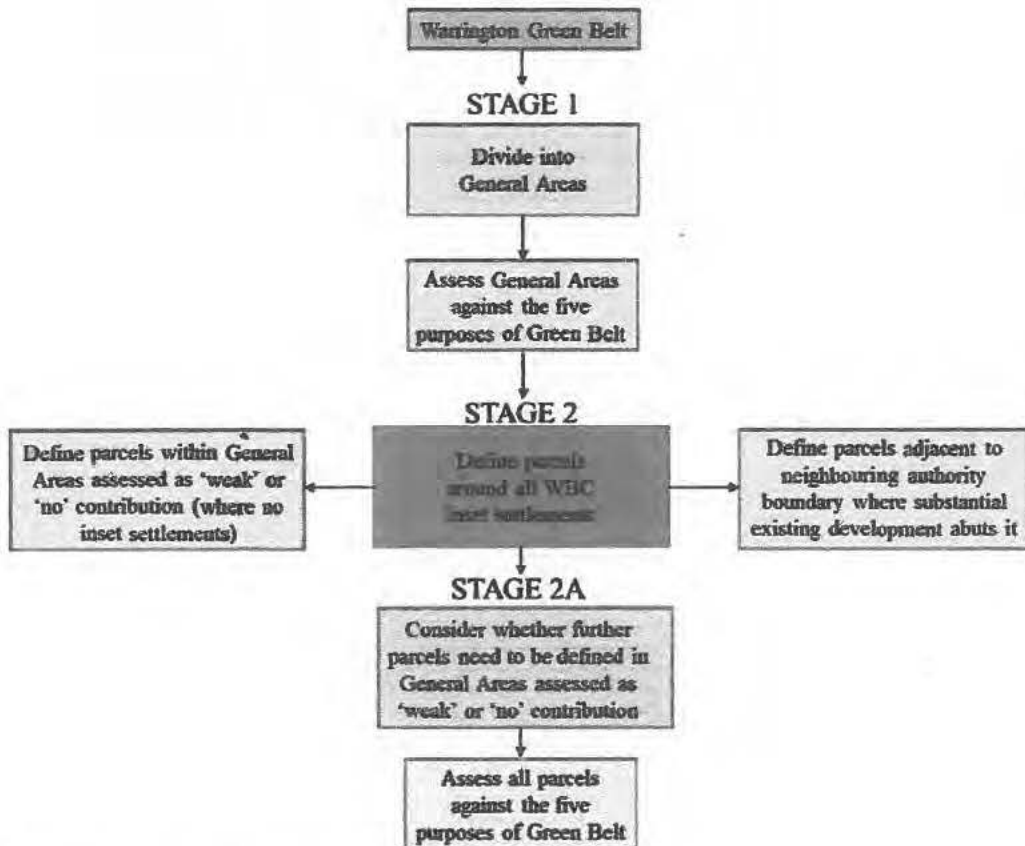 Warrington Green Belt
STAGE 1
Divide into
General Areas
Assess General Areas
against the five
purposes of Green Belt
STAGE 2
Define parcels within General
Areas assessed as ‘weak’ or
‘no’ contribution (where no
inset settlements)
Define parcels
around all WBC
inset settlements
Define parcels adjacent to
neighbouring authority
boundary where substantial
existing development abuts it
STAGE 2A
Consider whether further
parcels need to be defined in
General Areas assessed as
‘weak’ or ‘no’ contribution
Assess all parcels
against the five
purposes of Green Belt